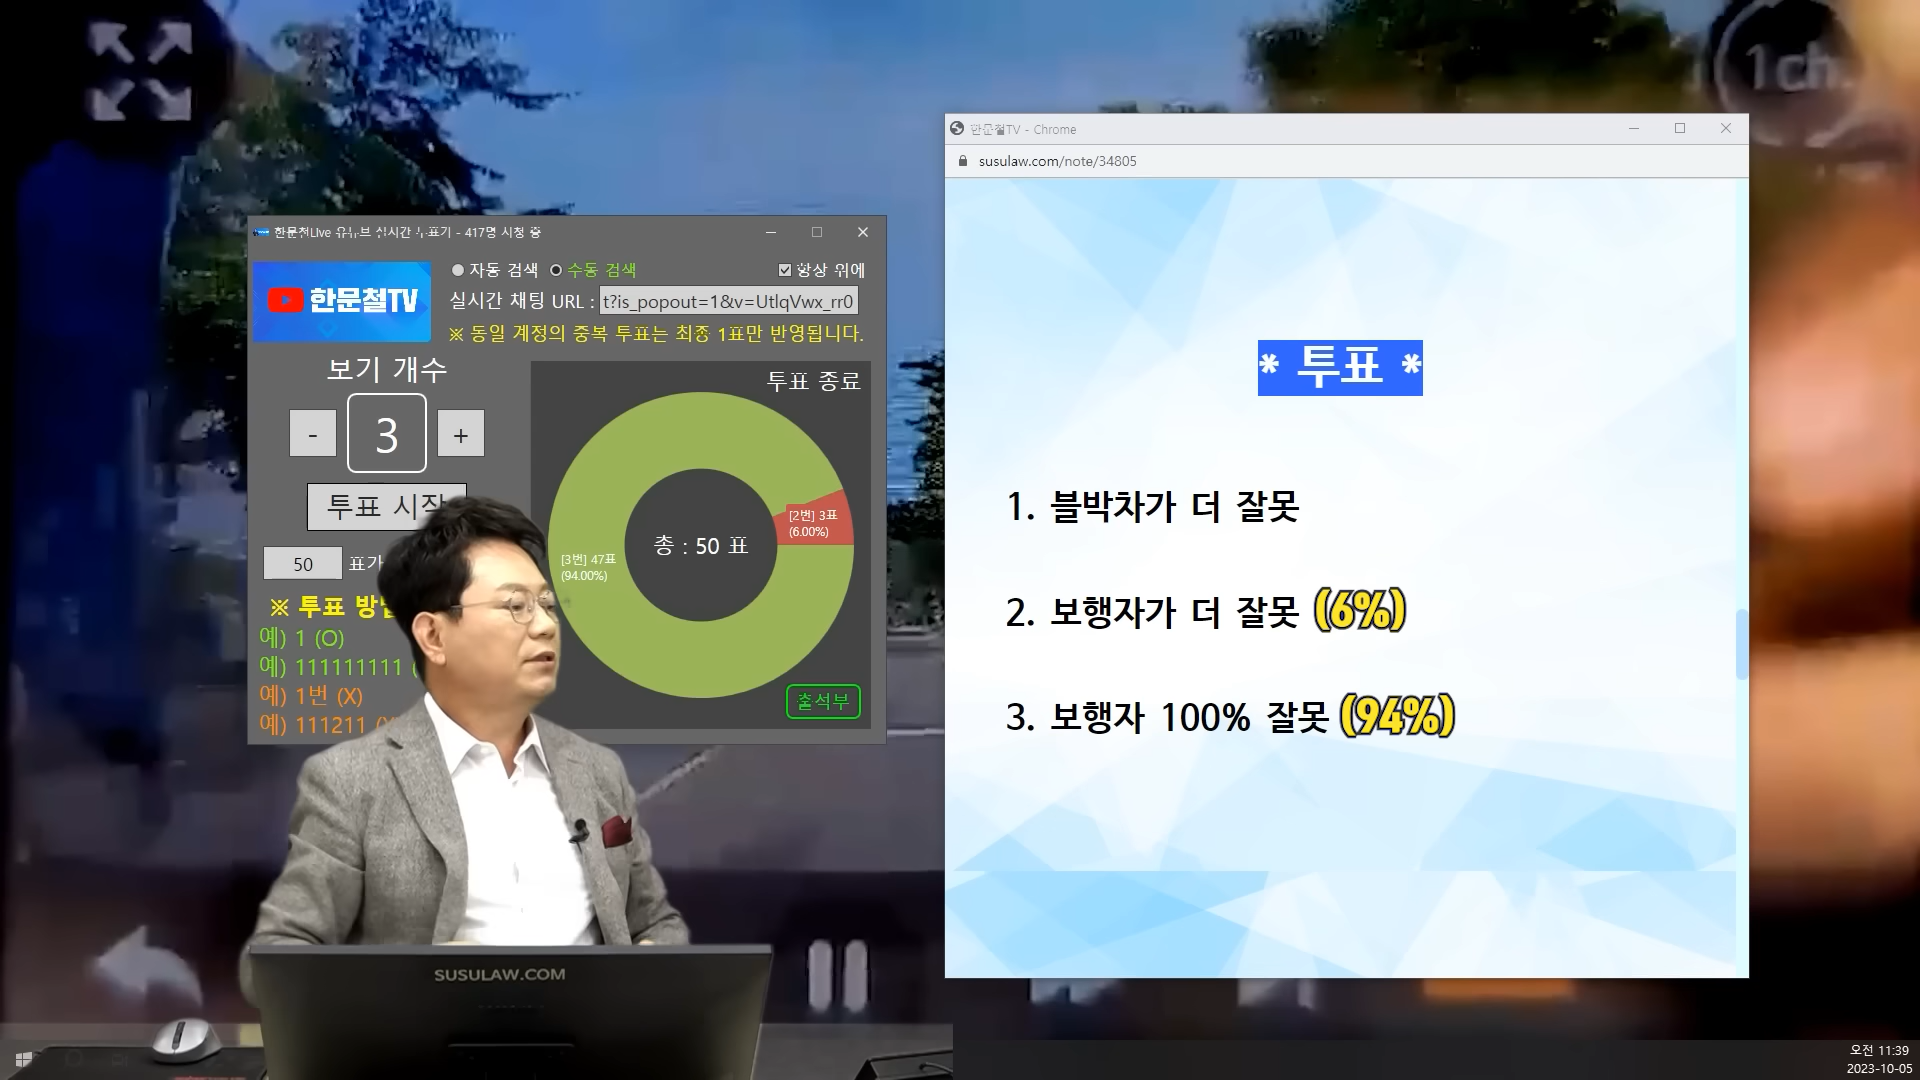 1ch.
한문철Live 유튜브 실시간 투표기 - 417명 시청 중
한문철TV
자동 검색
수동 검색
항상 위에
실시간 채팅 URL :
t?is_popout=1&v=UtlqVwx_rr0
※ 동일 계정의 중복 투표는 최종 1표만 반영됩니다.
보기 개수
-
3
+
투표 시작
50
표가
※ 투표 방법
예) 1 (O)
예) 111111111 (
예) 1번 (X)
예) 111211 (X
투표 종료
[2번] 3표
(6.00%)
총 : 50 표
[3번] 47표
(94.00%)
출석부
SUSULAW.COM
한문철TV - Chrome
susulaw.com/note/34805
* 투표 *
1. 블박차가 더 잘못
2. 보행자가 더 잘못 (6%)
3. 보행자 100% 잘못 (94%)
오전 11:39
2023-10-05